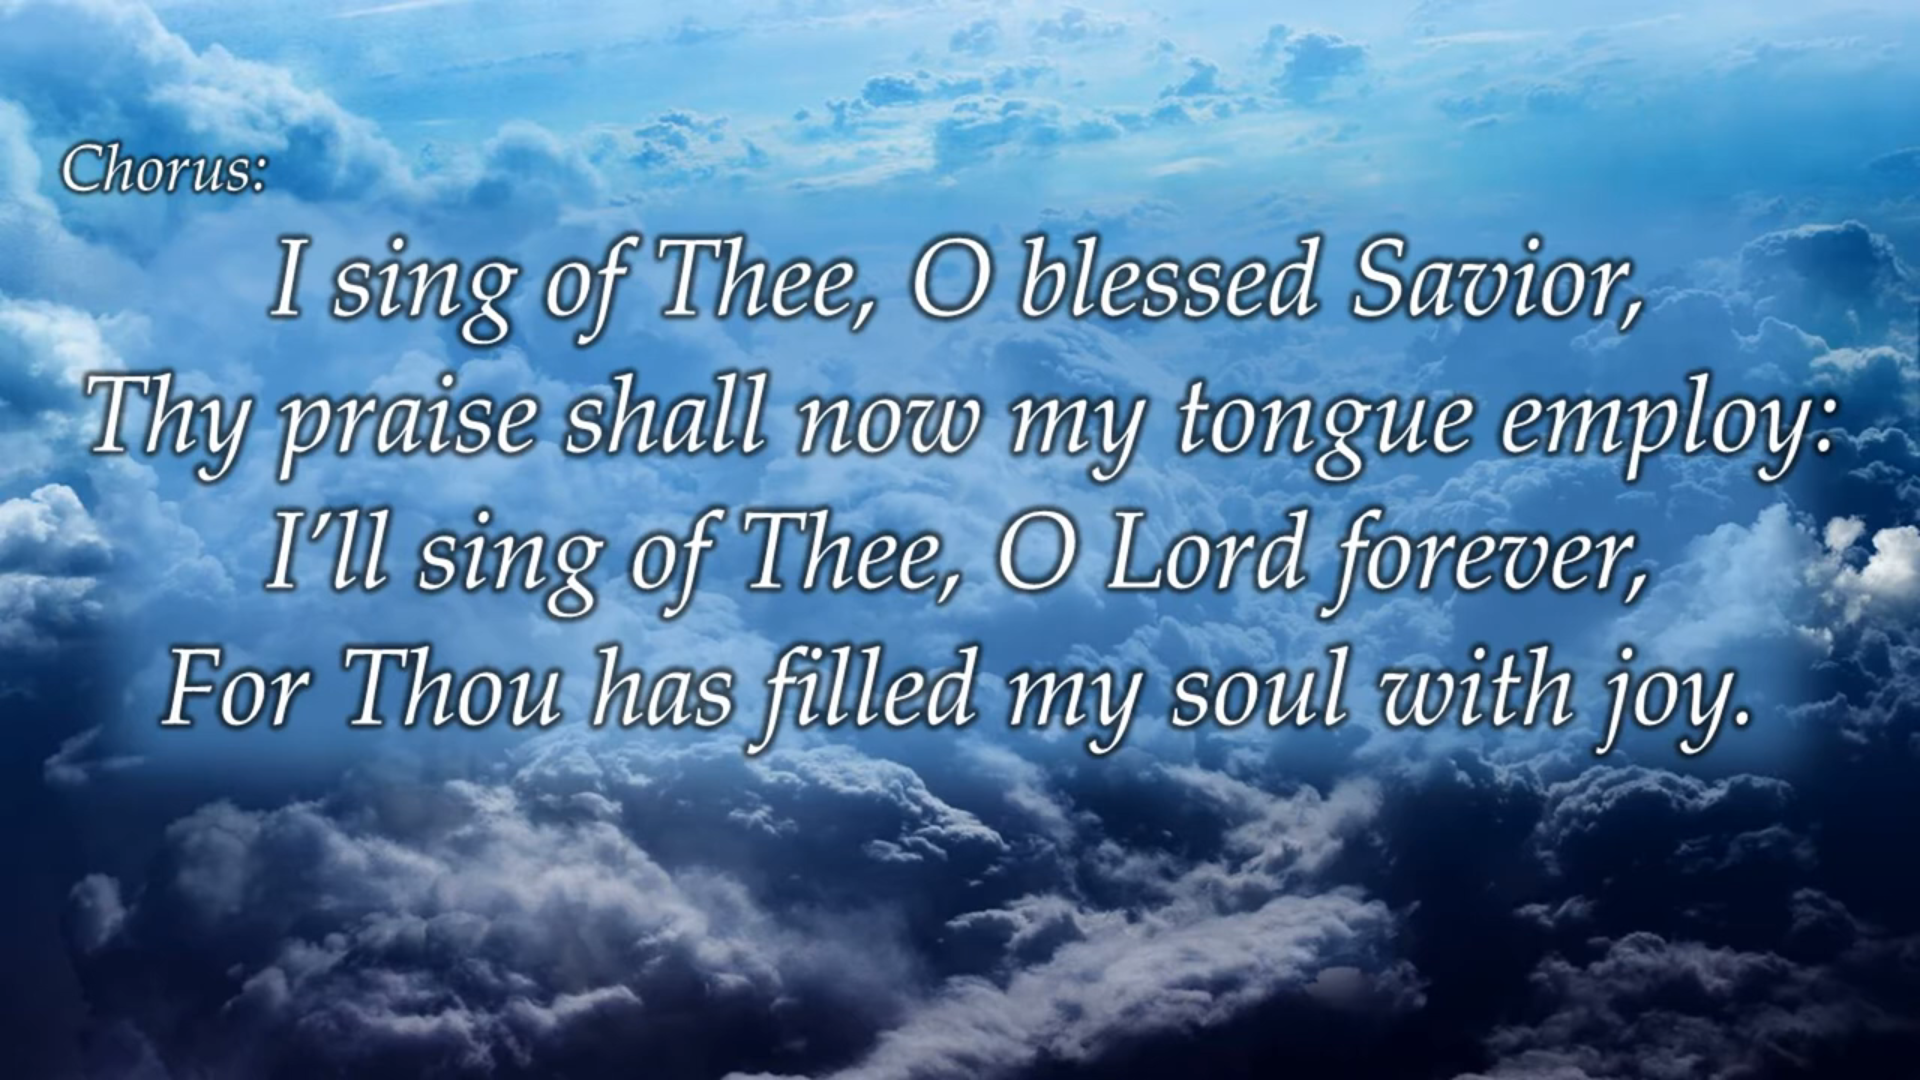 Chorus:
I sing of Thee, O blessed Savior,
Thy praise shall now my tongue employ:
I’ll sing of Thee, O Lord forever,
For Thou has filled my soul with joy.